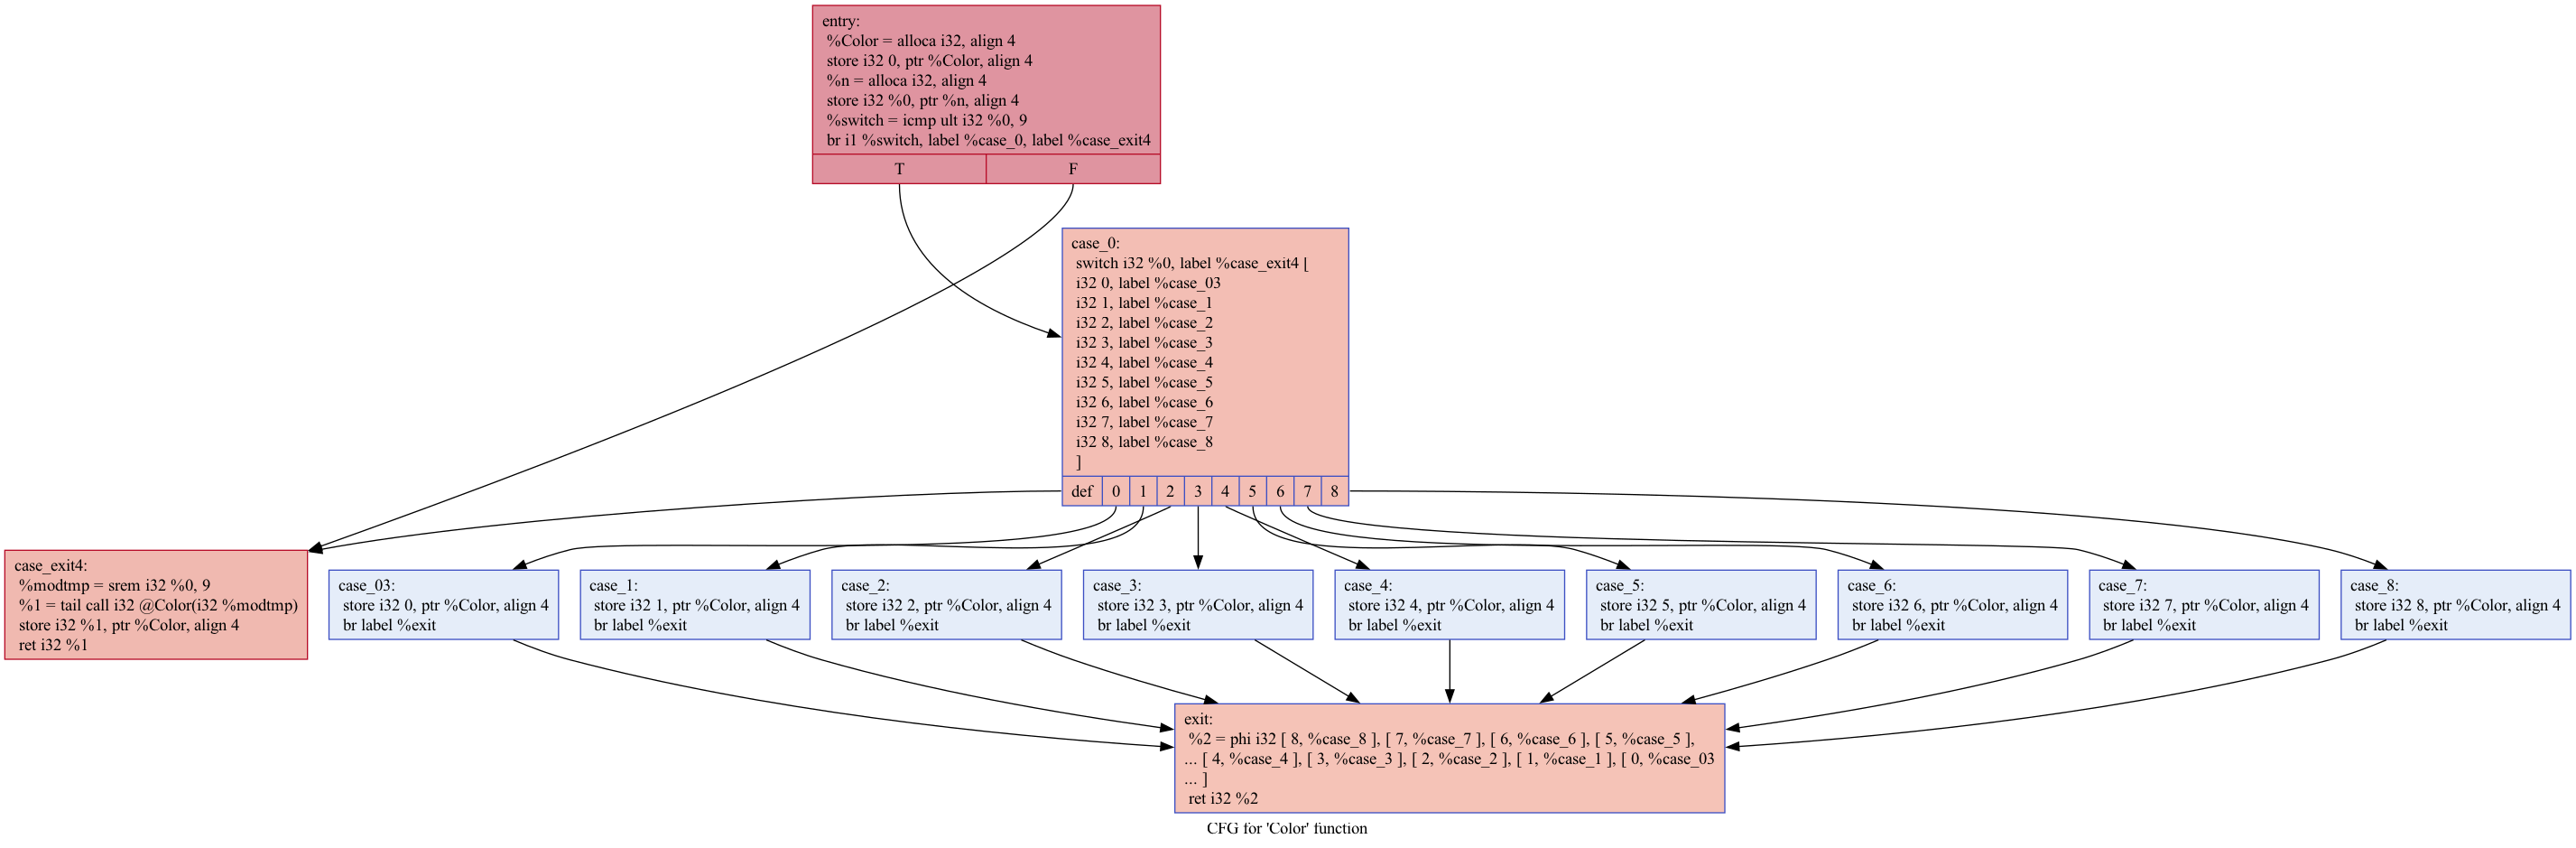 entry:
%Color = alloca i32, align 4
store i32 0, ptr %Color, align 4
%n = alloca i32, align 4
store i32 %0, ptr %n, align 4
%switch = icmp ult i32 %0, 9
br i1 %switch, label %case_0, label %case_exit4
T
F
case_0:
switch i32 %0, label %case_exit4 [
i32 0, label %case_03
i32 1, label %case_1
i32 2, label %case_2
i32 3, label %case_3
i32 4, label %case_4
i32 5, label %case_5
i32 6, label %case_6
i32 7, label %case_7
i32 8, label %case_8
]
def 0 1 2 3 4 5 6 7 8
case_exit4:
%modtmp = srem i32 %0, 9
%1 = tail call i32 @Color(i32 %modtmp)
store i32 %1, ptr %Color, align 4
ret i32 %1
case_03:
store i32 0, ptr %Color, align 4
br label %exit
case_1:
store i32 1, ptr %Color, align 4
br label %exit
case_2:
store i32 2, ptr %Color, align 4
br label %exit
case_3:
store i32 3, ptr %Color, align 4
br label %exit
case_4:
store i32 4, ptr %Color, align 4
br label %exit
case_5:
store i32 5, ptr %Color, align 4
br label %exit
case_6:
store i32 6, ptr %Color, align 4
br label %exit
case_7:
store i32 7, ptr %Color, align 4
br label %exit
case_8:
store i32 8, ptr %Color, align 4
br label %exit
exit:
%2 = phi i32 [ 8, %case_8 ], [ 7, %case_7 ], [ 6, %case_6 ], [ 5, %case_5 ],
... [ 4, %case_4 ], [ 3, %case_3 ], [ 2, %case_2 ], [ 1, %case_1 ], [ 0, %case_03
... ]
ret i32 %2
CFG for 'Color' function